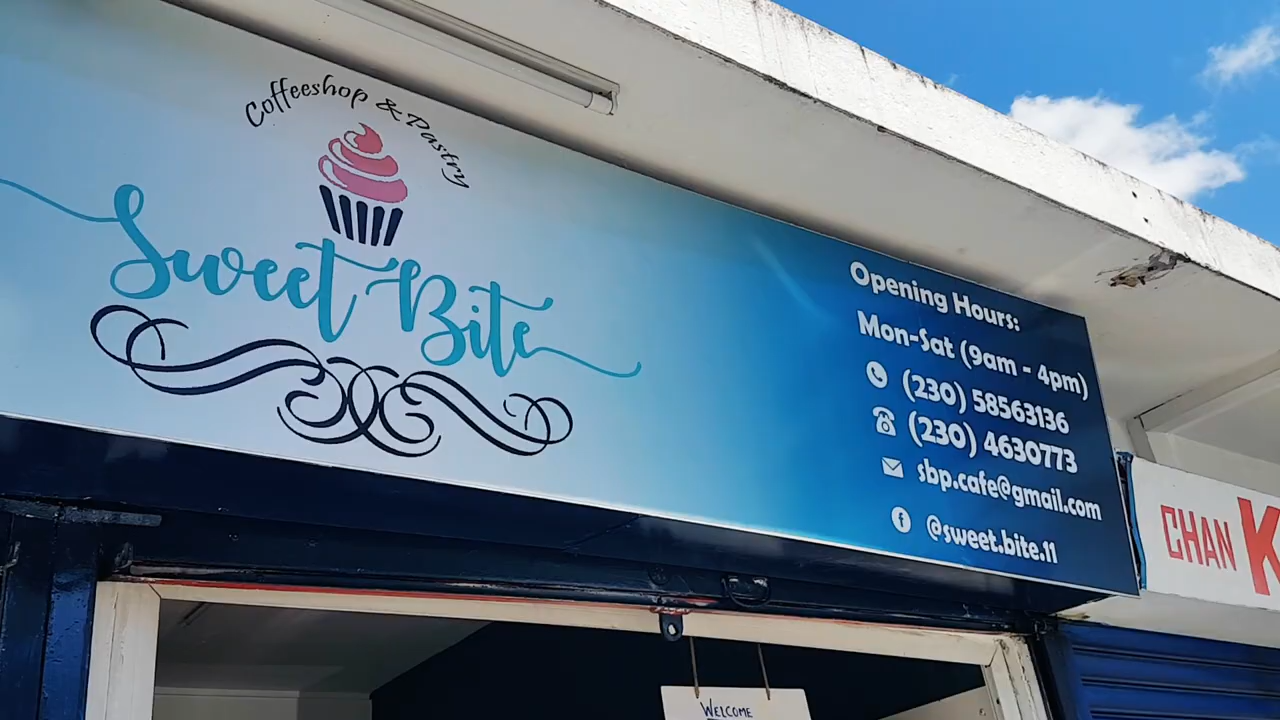 Coffeeshop & Pastry
Sweet Bite
Opening Hours:
Mon-Sat (9am - 4pm)
(230) 58563136
(230) 4630773
sbp.cafe@gmail.com
@sweet.bite.11
CHAN
WELCOME